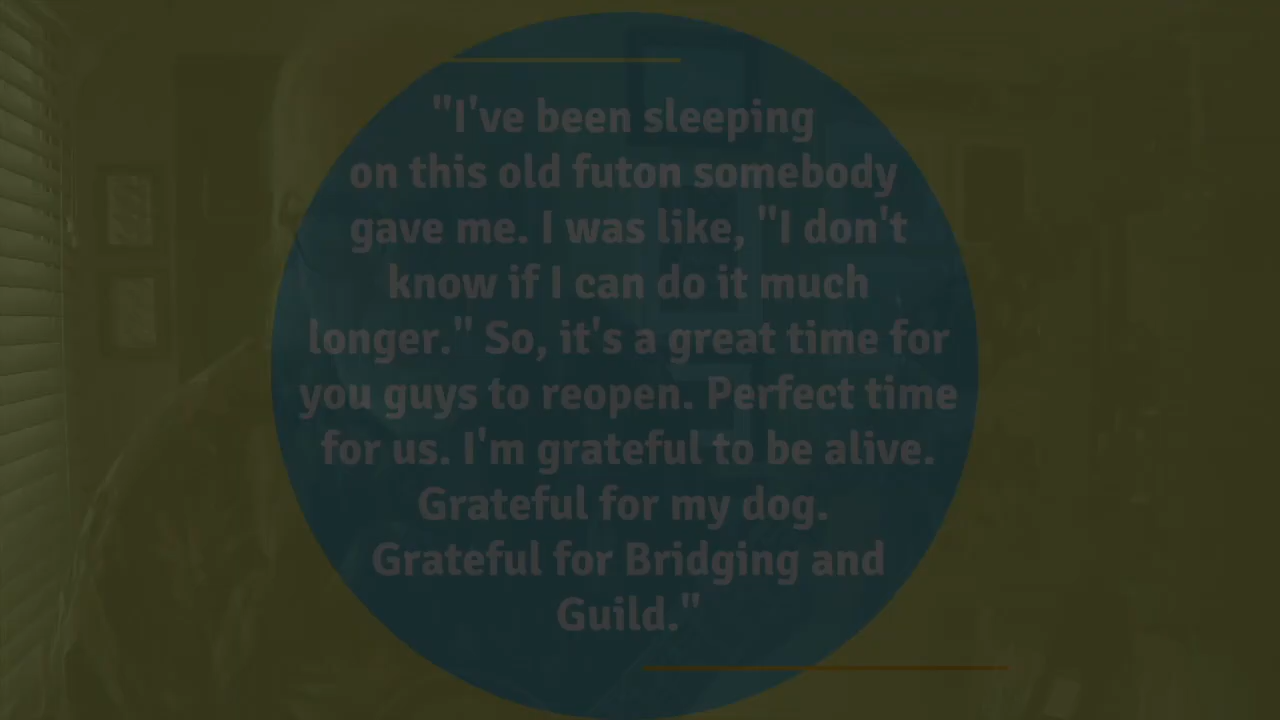 "I've been sleeping
on this old futon somebody
gave me. I was like, "I don't
know if I can do it much
longer." So, it's a great time for
you guys to reopen. Perfect time
for us. I'm grateful to be alive.
Grateful for my dog.
Grateful for Bridging and
Guild."